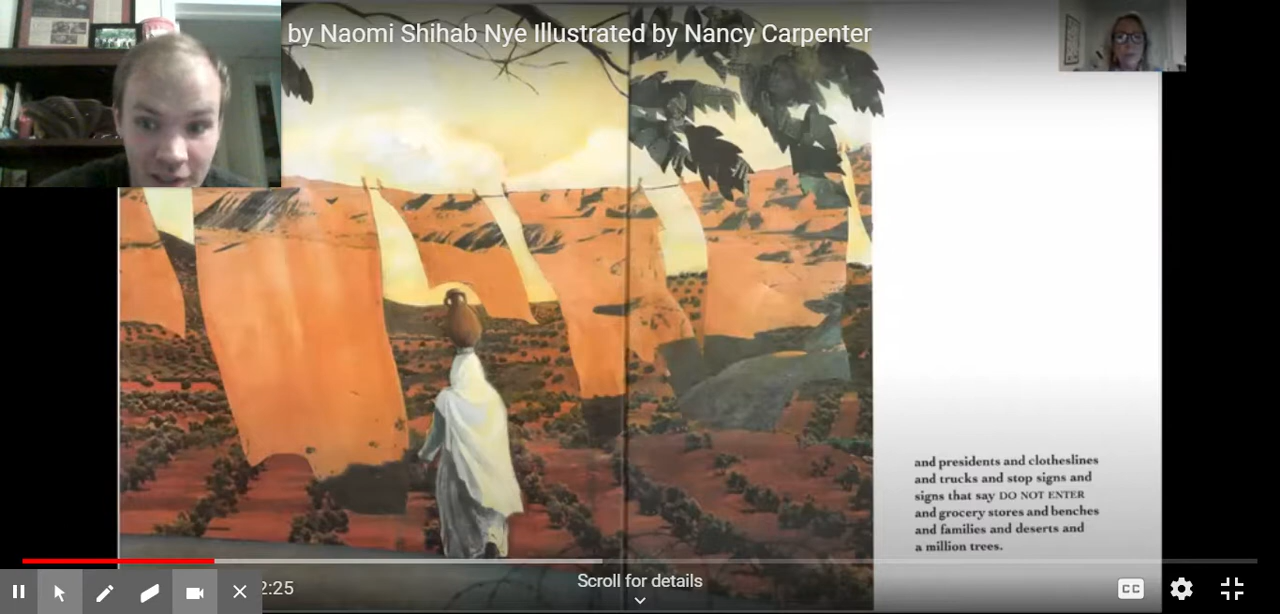 by Naomi Shihab Nye Illustrated by Nancy Carpenter
and presidents and clotheslines
and trucks and stop signs and
signs that say DO NOT ENTER
and grocery stores and benches
and families and deserts and
a million trees.
2:25
Scroll for details
CC